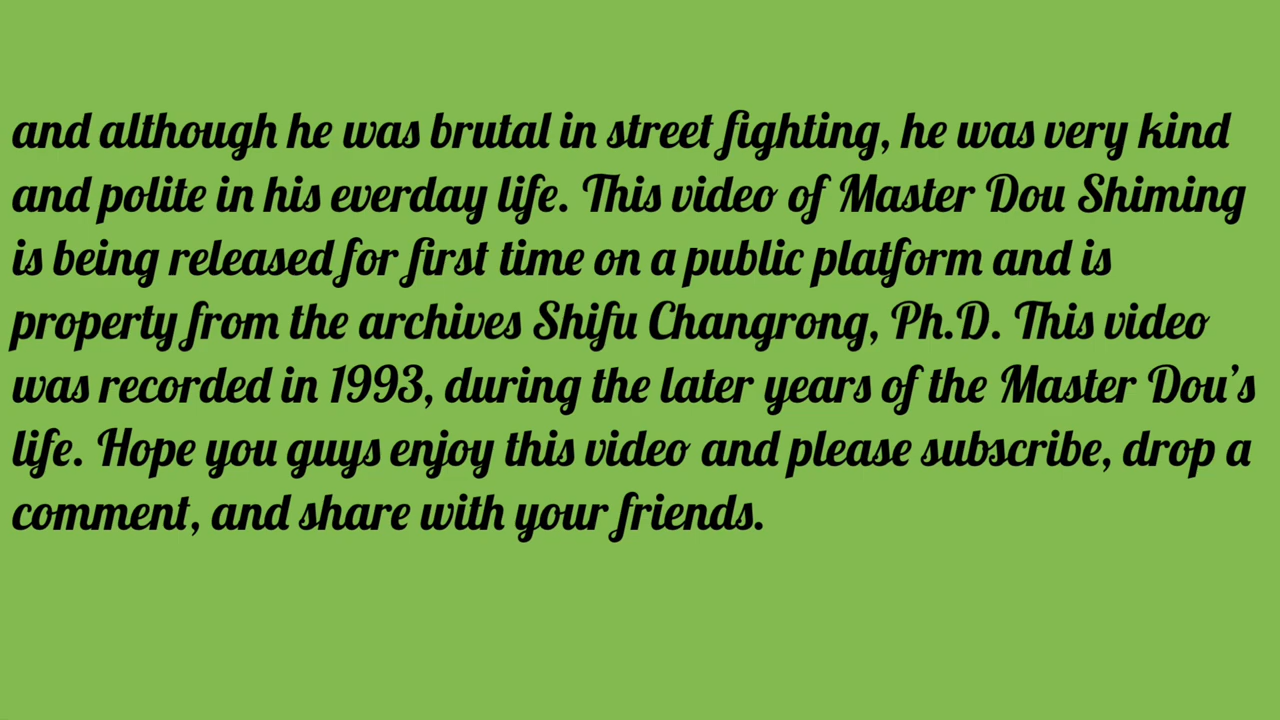 and although he was brutal in street fighting, he was very kind
and polite in his everday life. This video of Master Dou Shiming
is being released for first time on a public platform and is
property from the archives Shifu Changrong, Ph.D. This video
was recorded in 1993, during the later years of the Master Dou's
life. Hope you guys enjoy this video and please subscribe, drop a
comment, and share with your friends.